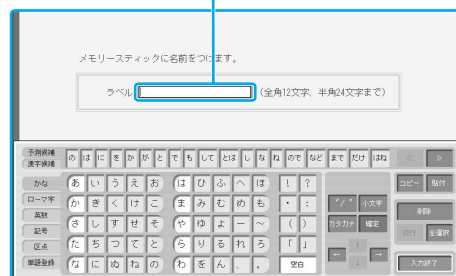 メモリースティックに名前をつけます。
ラベル (全角12文字、半角24文字まで)
予測候補 漢字候補 の は に を か が と で も して とは し な ね ので など まで だけ はね « »
かな あ い う え お は ひ ふ へ ほ ! ? コピー 貼付
ローマ字 か き く け こ ま み む め も ・ : ゛/゜ 小文字 削除
英数 記号 さ し す せ そ や ゆ よ ー ~ ( ) カタカナ 確定 改行 全選択
区点 た ち つ て と ら り る れ ろ 「 」 ↑
単語登録 な に ぬ ね の わ を ん 、 。 空白 ← ↓ → 入力終了